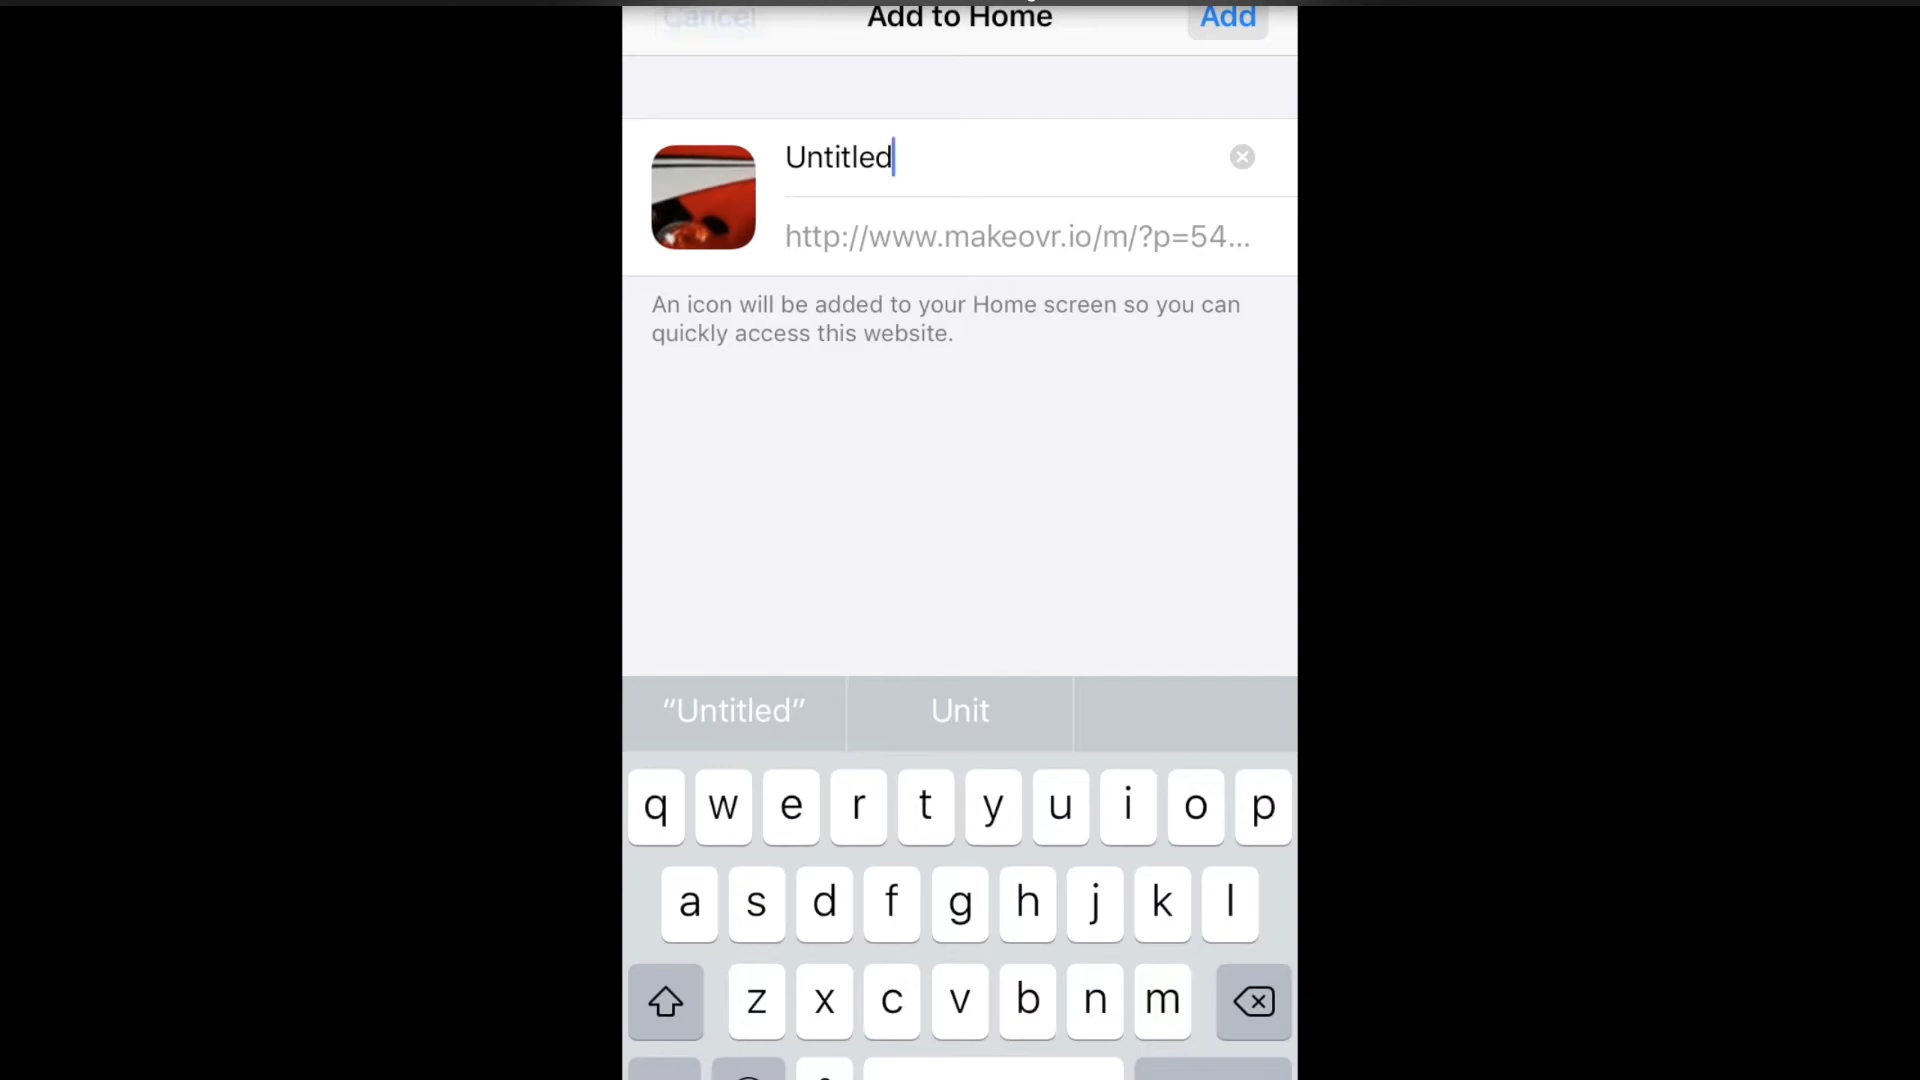 Cancel Add to Home Add
Untitled
http://www.makeovr.io/m/?p=54...
An icon will be added to your Home screen so you can
quickly access this website.
“Untitled” Unit
q w e r t y u i o p
a s d f g h j k l
z x c v b n m